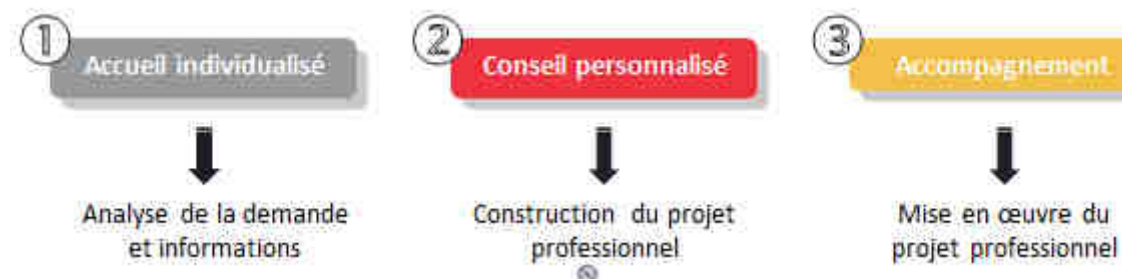 ① Accueil individualisé
Analyse de la demande
et informations
② Conseil personnalisé
Construction du projet
professionnel
③ Accompagnement
Mise en œuvre du
projet professionnel